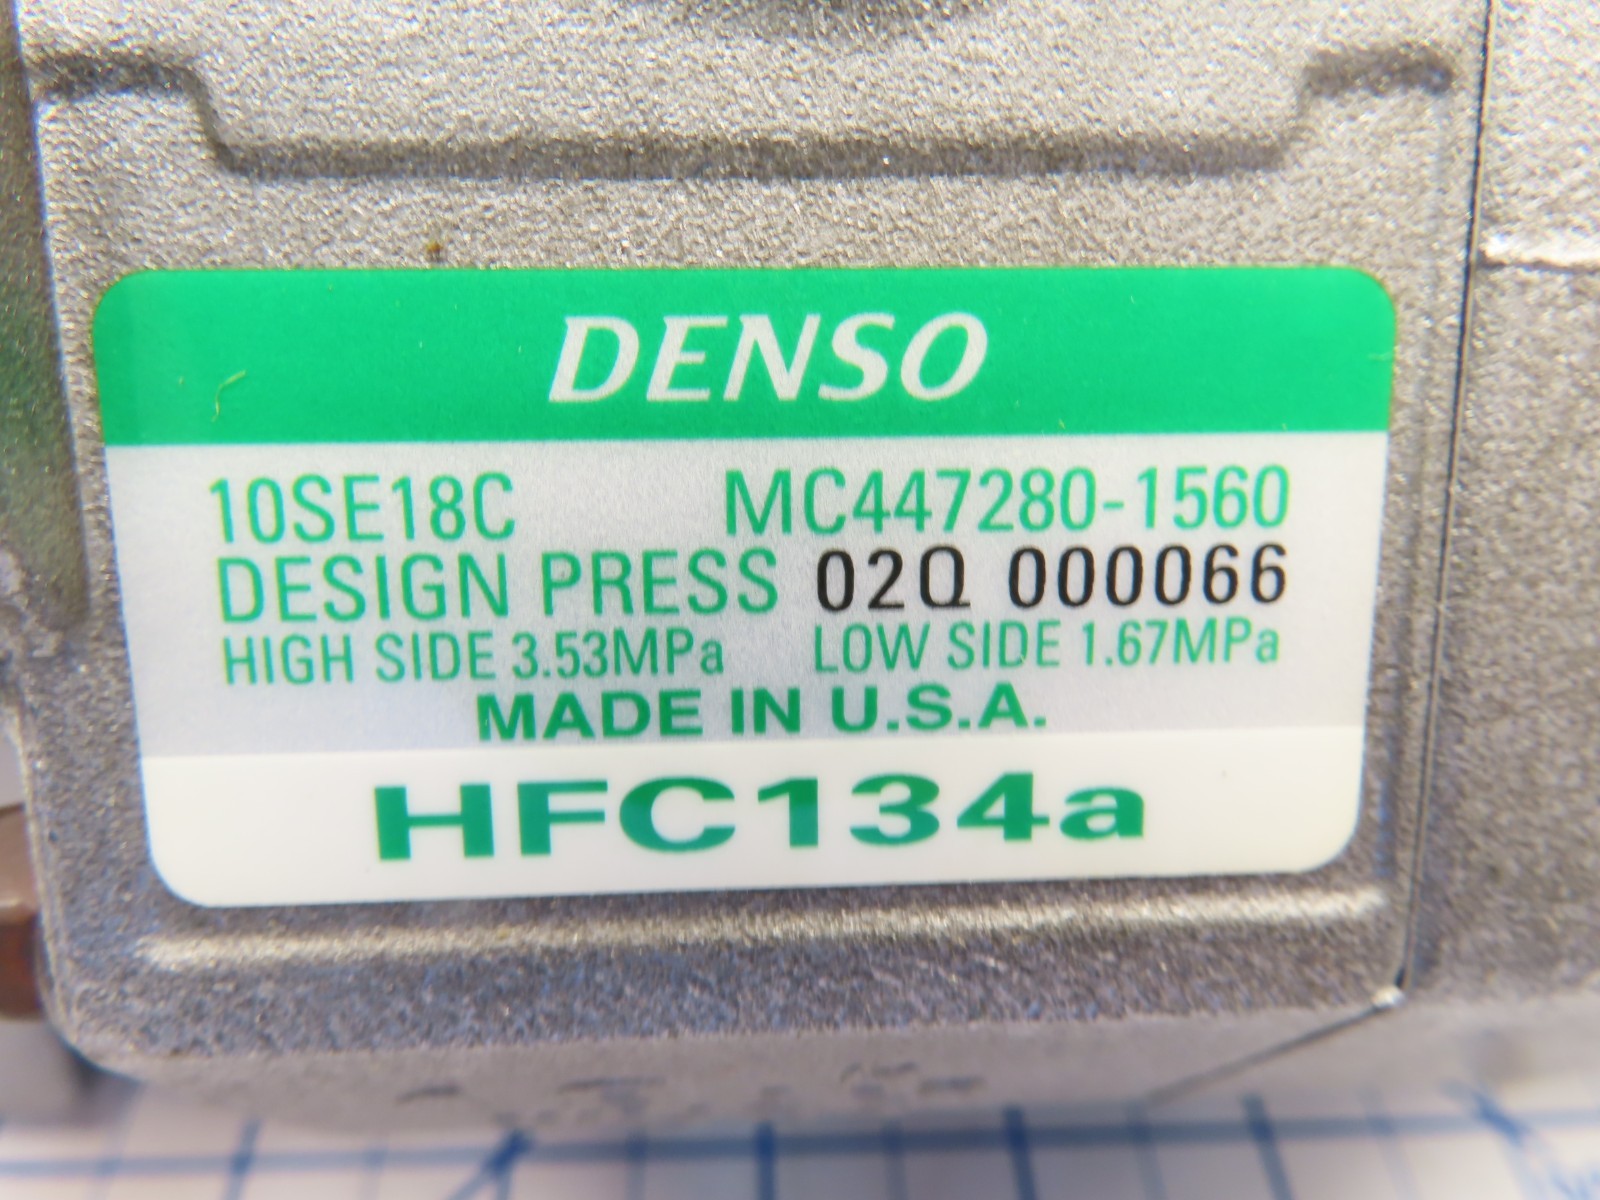 DENSO
10SE18C MC447280-1560
DESIGN PRESS 02Q 000066
HIGH SIDE 3.53MPa LOW SIDE 1.67MPa
MADE IN U.S.A.
HFC134a